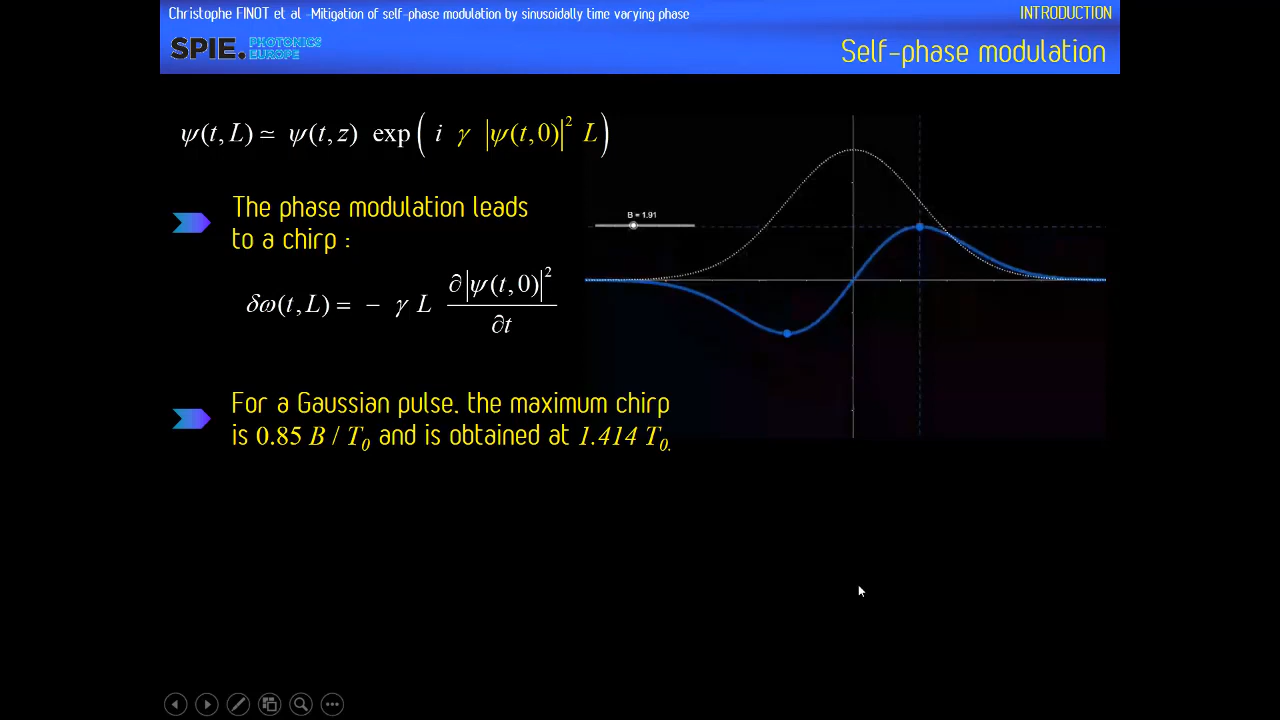 Christophe FINOT et al -Mitigation of self-phase modulation by sinusoidally time varying phase
INTRODUCTION
SPIE. PHOTONICS
EUROPE
Self-phase modulation
ψ(t,L) ≃ ψ(t,z) exp( i γ |ψ(t,0)|² L )
B = 1.91
The phase modulation leads
to a chirp :
δω(t,L) = − γ L ∂|ψ(t,0)|² / ∂t
For a Gaussian pulse. the maximum chirp
is 0.85 B / T₀ and is obtained at 1.414 T₀.